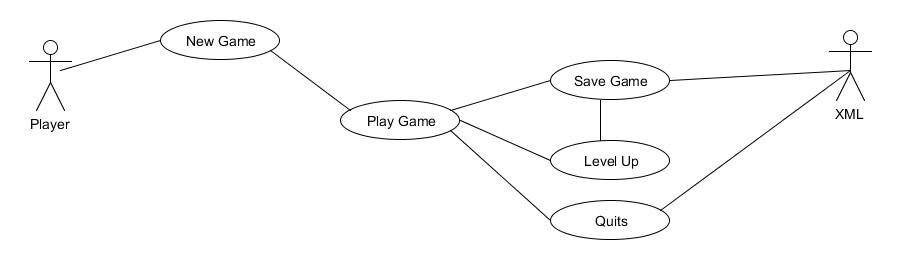 New Game
Player
Play Game
Save Game
Level Up
Quits
XML